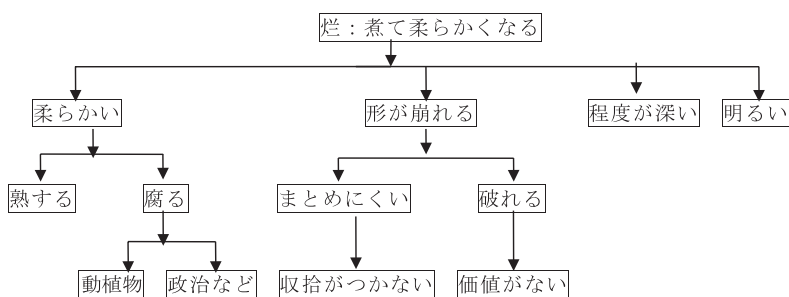 烂：煮て柔らかくなる
柔らかい
形が崩れる
程度が深い
明るい
熟する
腐る
まとめにくい
破れる
動植物
政治など
収拾がつかない
価値がない